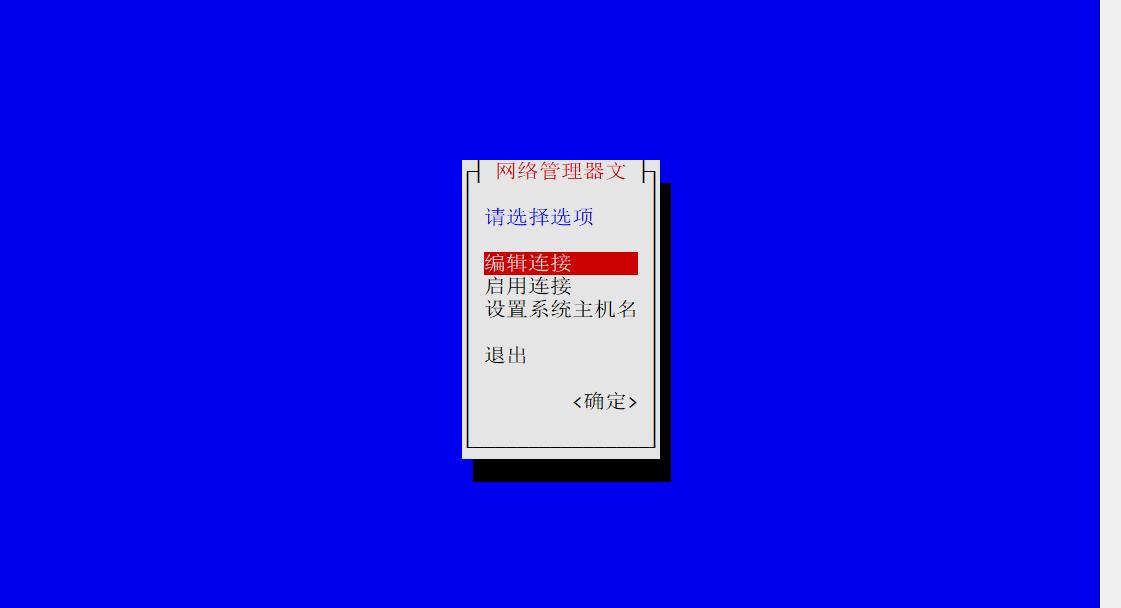 网络管理器文
请选择选项
编辑连接
启用连接
设置系统主机名
退出
<确定>